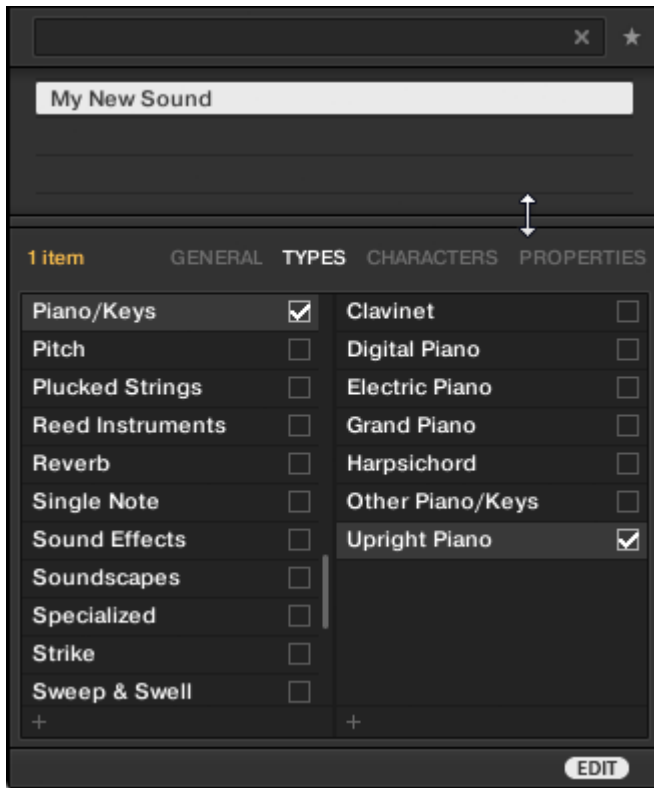 My New Sound
1 item GENERAL TYPES CHARACTERS PROPERTIES
Piano/Keys Clavinet
Pitch Digital Piano
Plucked Strings Electric Piano
Reed Instruments Grand Piano
Reverb Harpsichord
Single Note Other Piano/Keys
Sound Effects Upright Piano
Soundscapes
Specialized
Strike
Sweep & Swell
+ +
EDIT